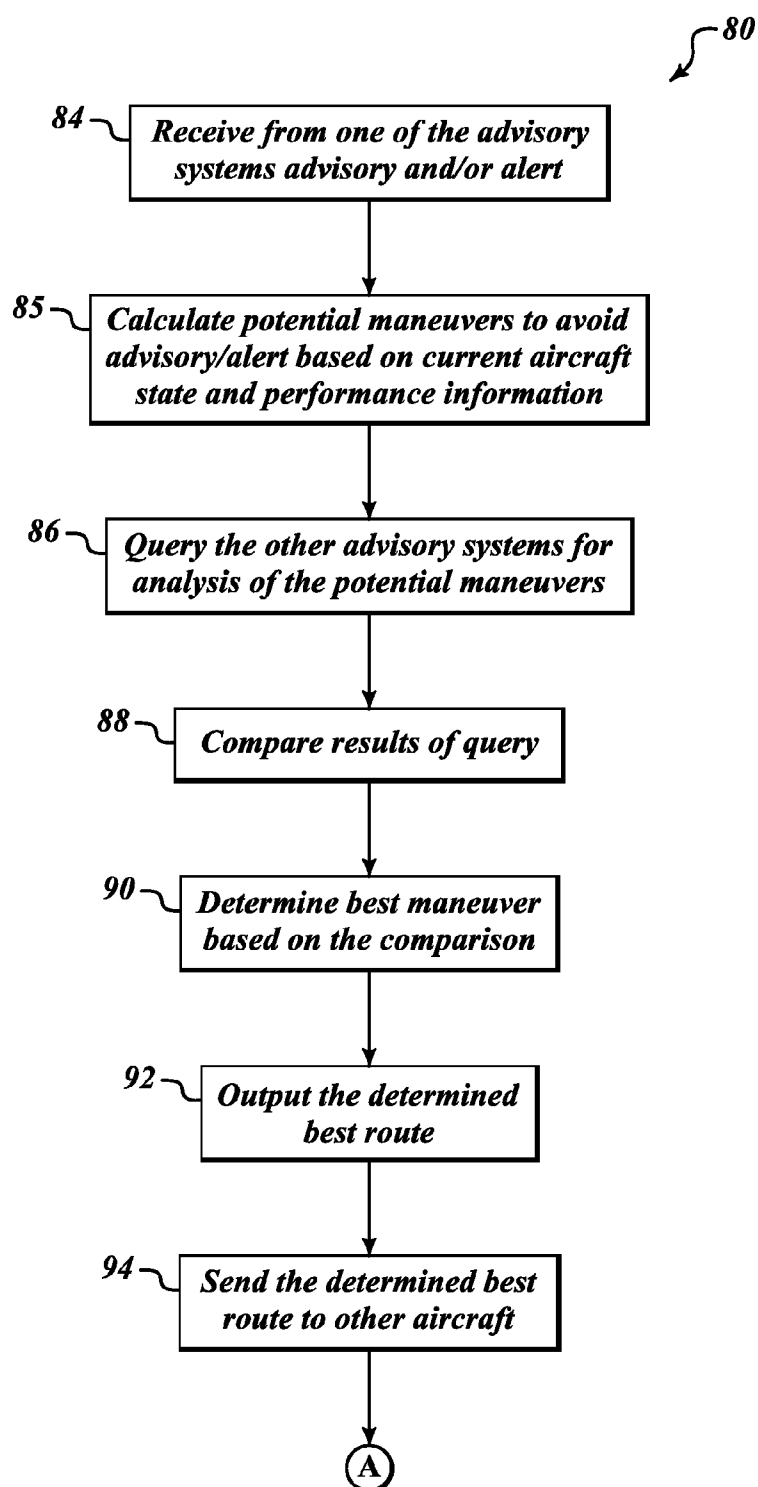 80
84
Receive from one of the advisory
systems advisory and/or alert
85
Calculate potential maneuvers to avoid
advisory/alert based on current aircraft
state and performance information
86
Query the other advisory systems for
analysis of the potential maneuvers
88
Compare results of query
90
Determine best maneuver
based on the comparison
92
Output the determined
best route
94
Send the determined best
route to other aircraft
A